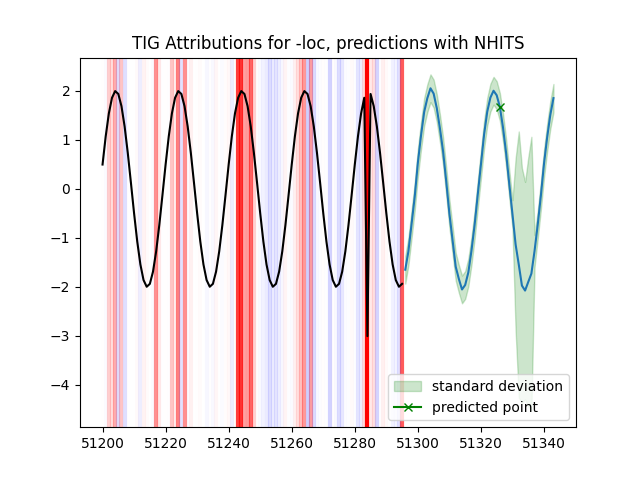 TIG Attributions for -loc, predictions with NHITS
2
1
0
−1
−2
−3
−4
standard deviation
predicted point
51200 51220 51240 51260 51280 51300 51320 51340